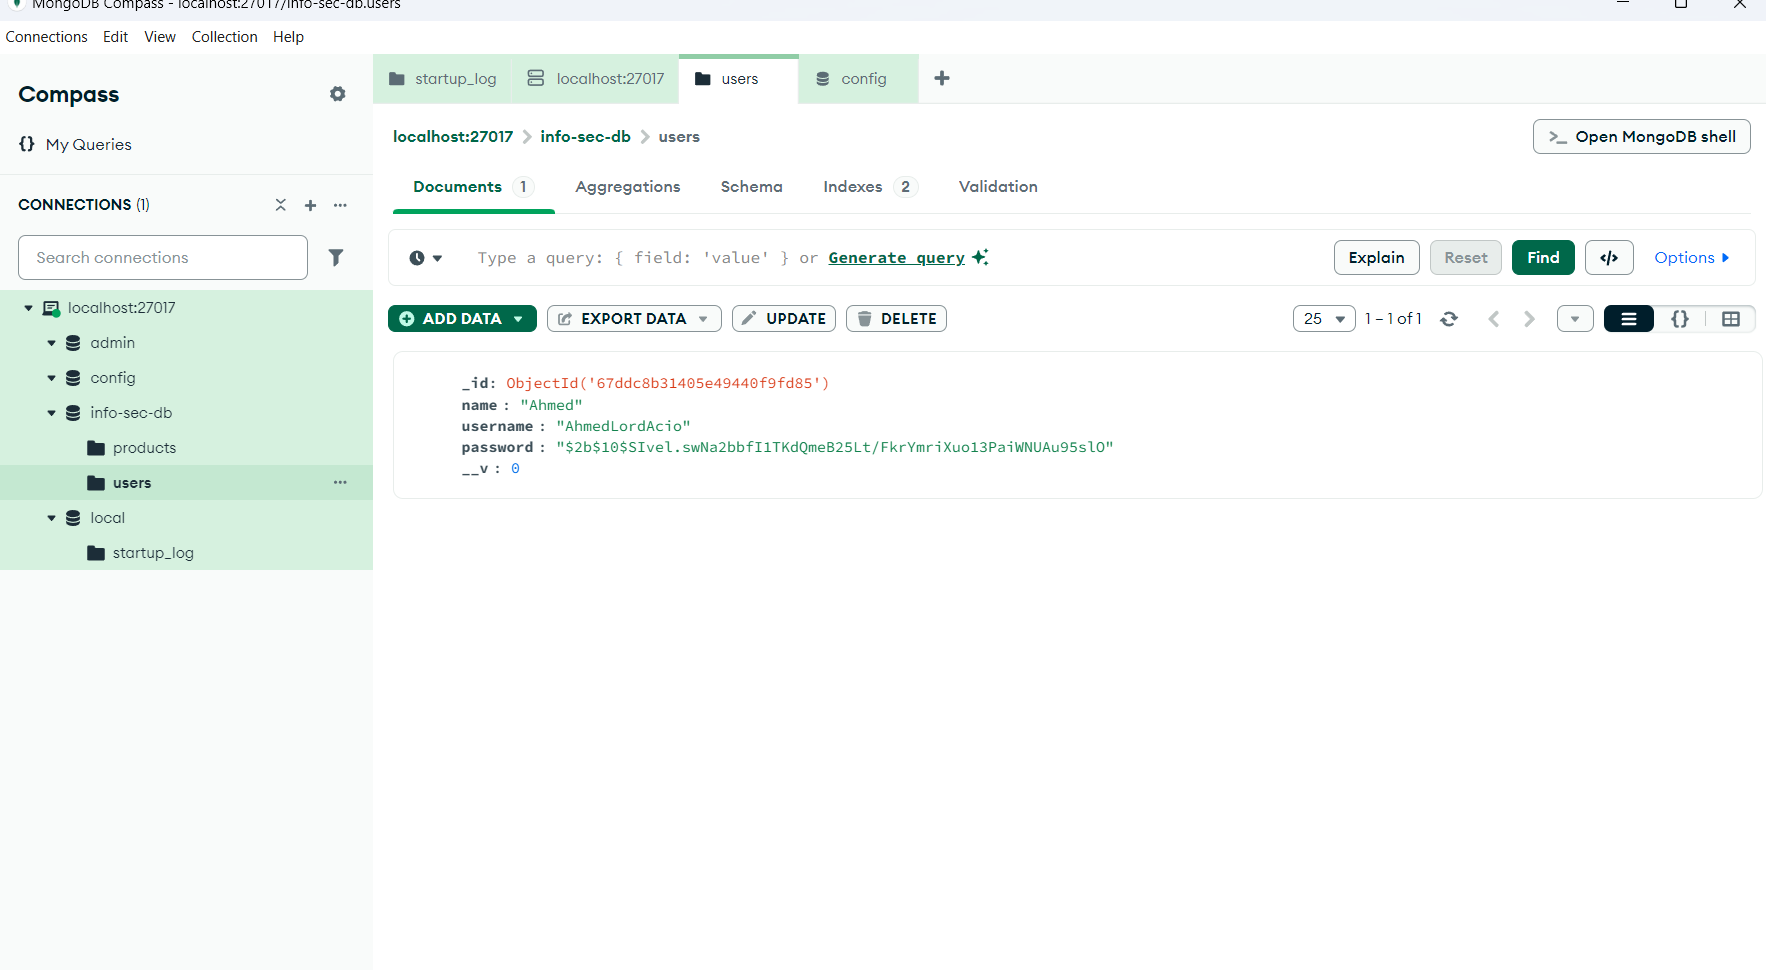 MongoDB Compass - localhost:27017/info-sec-db.users
Connections Edit View Collection Help
Compass
{} My Queries
CONNECTIONS (1)
Search connections
localhost:27017
admin
config
info-sec-db
products
users
local
startup_log
startup_log localhost:27017 users config
localhost:27017 > info-sec-db > users
>_ Open MongoDB shell
Documents 1 Aggregations Schema Indexes 2 Validation
Type a query: { field: 'value' } or Generate query
Explain Reset Find </> Options
ADD DATA EXPORT DATA UPDATE DELETE
25 1 – 1 of 1 {}
_id: ObjectId('67ddc8b31405e49440f9fd85')
name : "Ahmed"
username : "AhmedLordAcio"
password : "$2b$10$SIvel.swNa2bbfI1TKdQmeB25Lt/FkrYmriXuo13PaiWNUAu95slO"
__v : 0